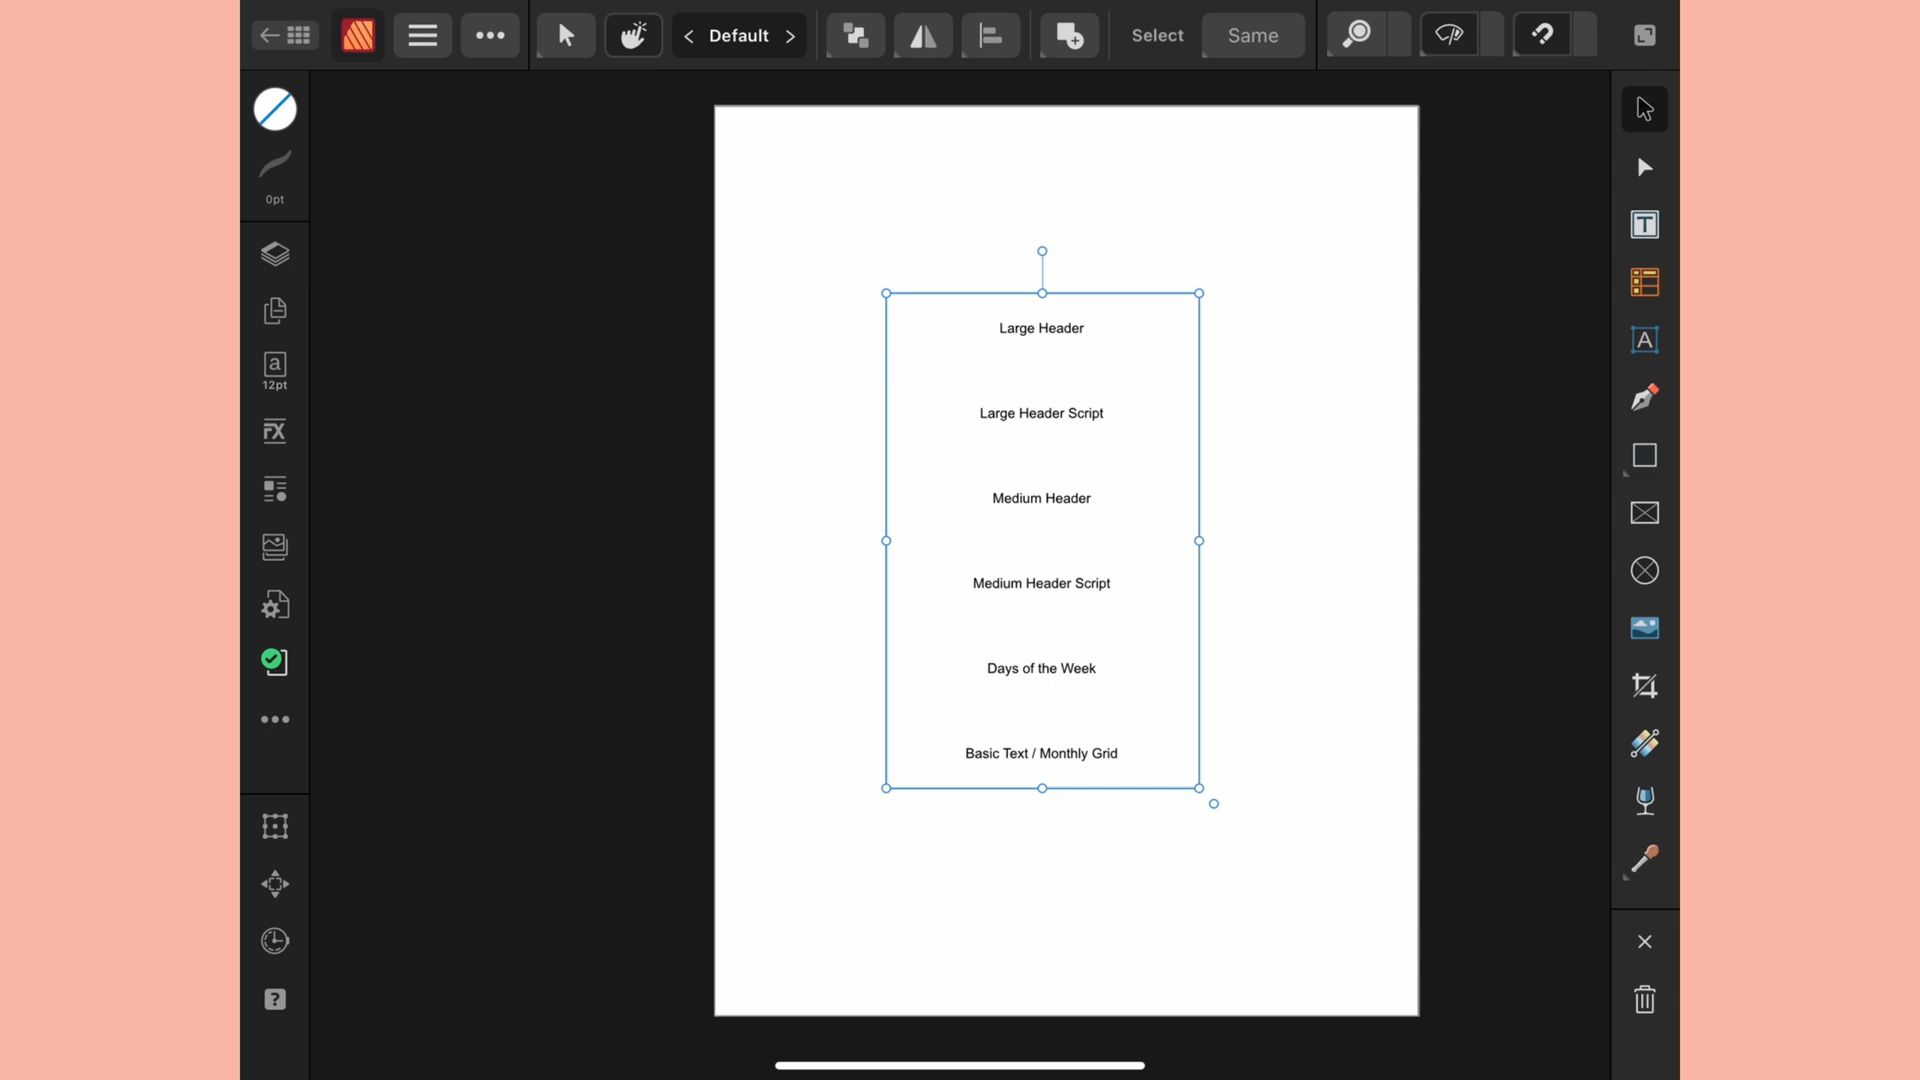 Default
Select
Same
0pt
a
12pt
FX
T
A
?
Large Header
Large Header Script
Medium Header
Medium Header Script
Days of the Week
Basic Text / Monthly Grid